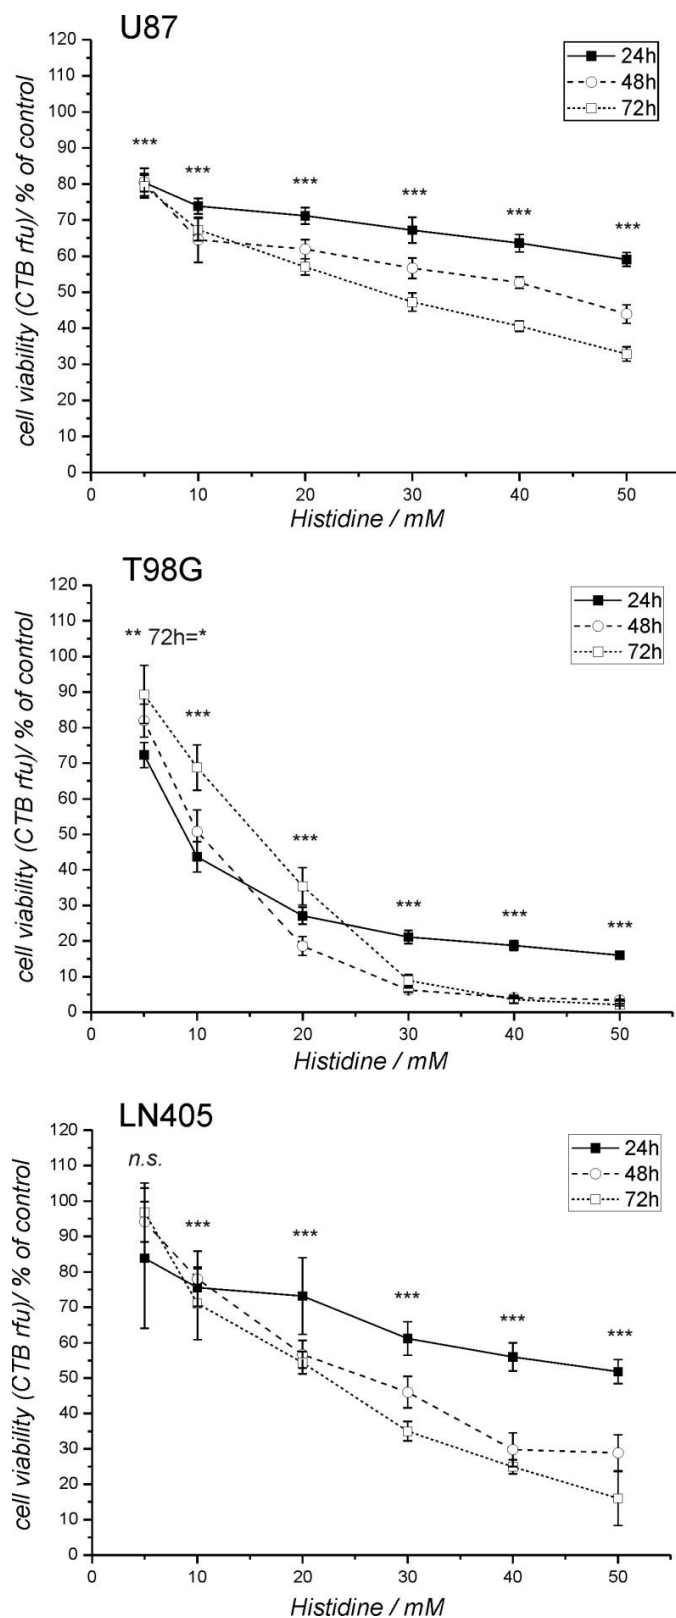 U87
cell viability (CTB rfu)/ % of control
120
110
100
90
80
70
60
50
40
30
20
10
0
24h
48h
72h
*** *** *** *** *** ***
0 10 20 30 40 50
Histidine / mM
T98G
cell viability (CTB rfu)/ % of control
120
110
100
90
80
70
60
50
40
30
20
10
0
24h
48h
72h
** 72h=*
*** *** *** *** ***
0 10 20 30 40 50
Histidine / mM
LN405
cell viability (CTB rfu)/ % of control
120
110
100
90
80
70
60
50
40
30
20
10
0
24h
48h
72h
n.s.
*** *** *** *** ***
0 10 20 30 40 50
Histidine / mM